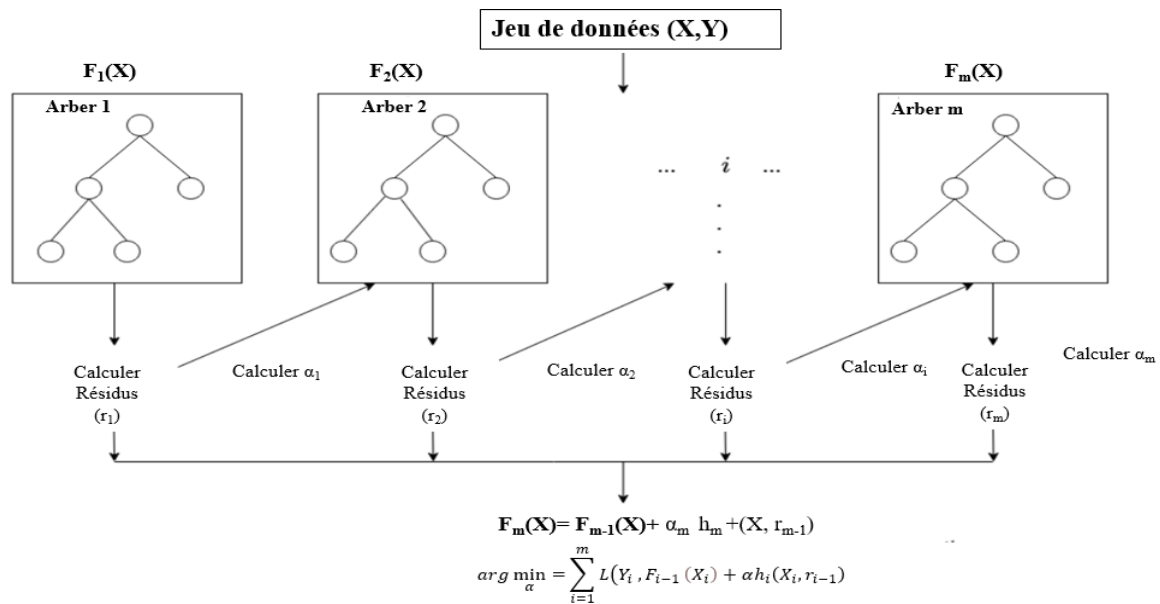 Jeu de données (X,Y)
F₁(X)
F₂(X)
Fₘ(X)
Arber 1
Arber 2
Arber m
... i ...
.
.
.
Calculer
Résidus
(r₁)
Calculer α₁
Calculer
Résidus
(r₂)
Calculer α₂
Calculer
Résidus
(rᵢ)
Calculer αᵢ
Calculer
Résidus
(rₘ)
Calculer αₘ
Fₘ(X)= Fₘ₋₁(X)+ αₘ hₘ +(X, rₘ₋₁)
arg min_α = ∑_{i=1}^{m} L(Yᵢ , Fᵢ₋₁ (Xᵢ) + αhᵢ(Xᵢ, rᵢ₋₁)